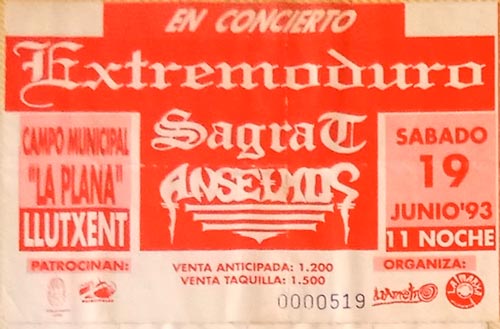 EN CONCIERTO
Extremoduro
SagraT
ANSELMOS
CAMPO MUNICIPAL
"LA PLANA"
LLUTXENT
SABADO
19
JUNIO'93
11 NOCHE
PATROCINAN:
VENTA ANTICIPADA: 1.200
VENTA TAQUILLA: 1.500
0000519
ORGANIZA: